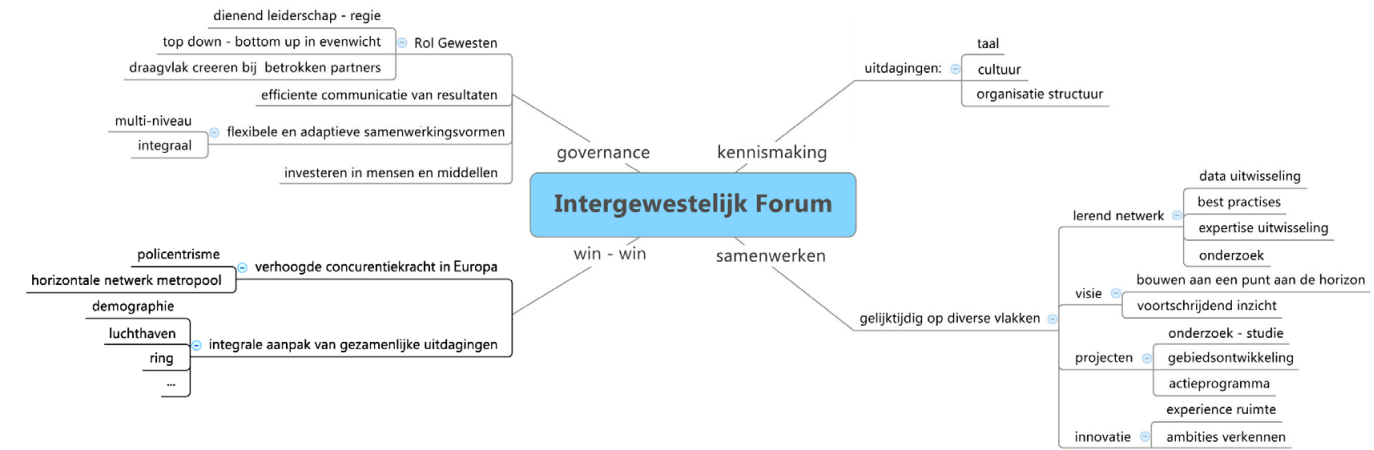 Intergewestelijk Forum
governance
Rol Gewesten
dienend leiderschap - regie
top down - bottom up in evenwicht
draagvlak creeren bij betrokken partners
efficiente communicatie van resultaten
flexibele en adaptieve samenwerkingsvormen
multi-niveau
integraal
investeren in mensen en middellen
kennismaking
uitdagingen:
taal
cultuur
organisatie structuur
win - win
verhoogde concurentiekracht in Europa
policentrisme
horizontale netwerk metropool
integrale aanpak van gezamenlijke uitdagingen
demographie
luchthaven
ring
...
samenwerken
gelijktijdig op diverse vlakken
lerend netwerk
data uitwisseling
best practises
expertise uitwisseling
onderzoek
visie
bouwen aan een punt aan de horizon
voortschrijdend inzicht
projecten
onderzoek - studie
gebiedsontwikkeling
actieprogramma
innovatie
experience ruimte
ambities verkennen